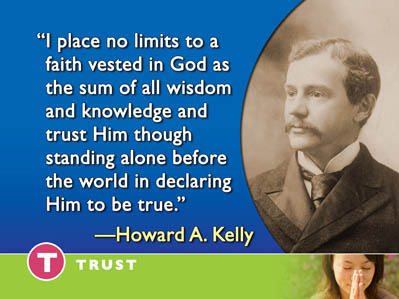 “I place no limits to a
faith vested in God as
the sum of all wisdom
and knowledge and
trust Him though
standing alone before
the world in declaring
Him to be true.”
—Howard A. Kelly
T TRUST